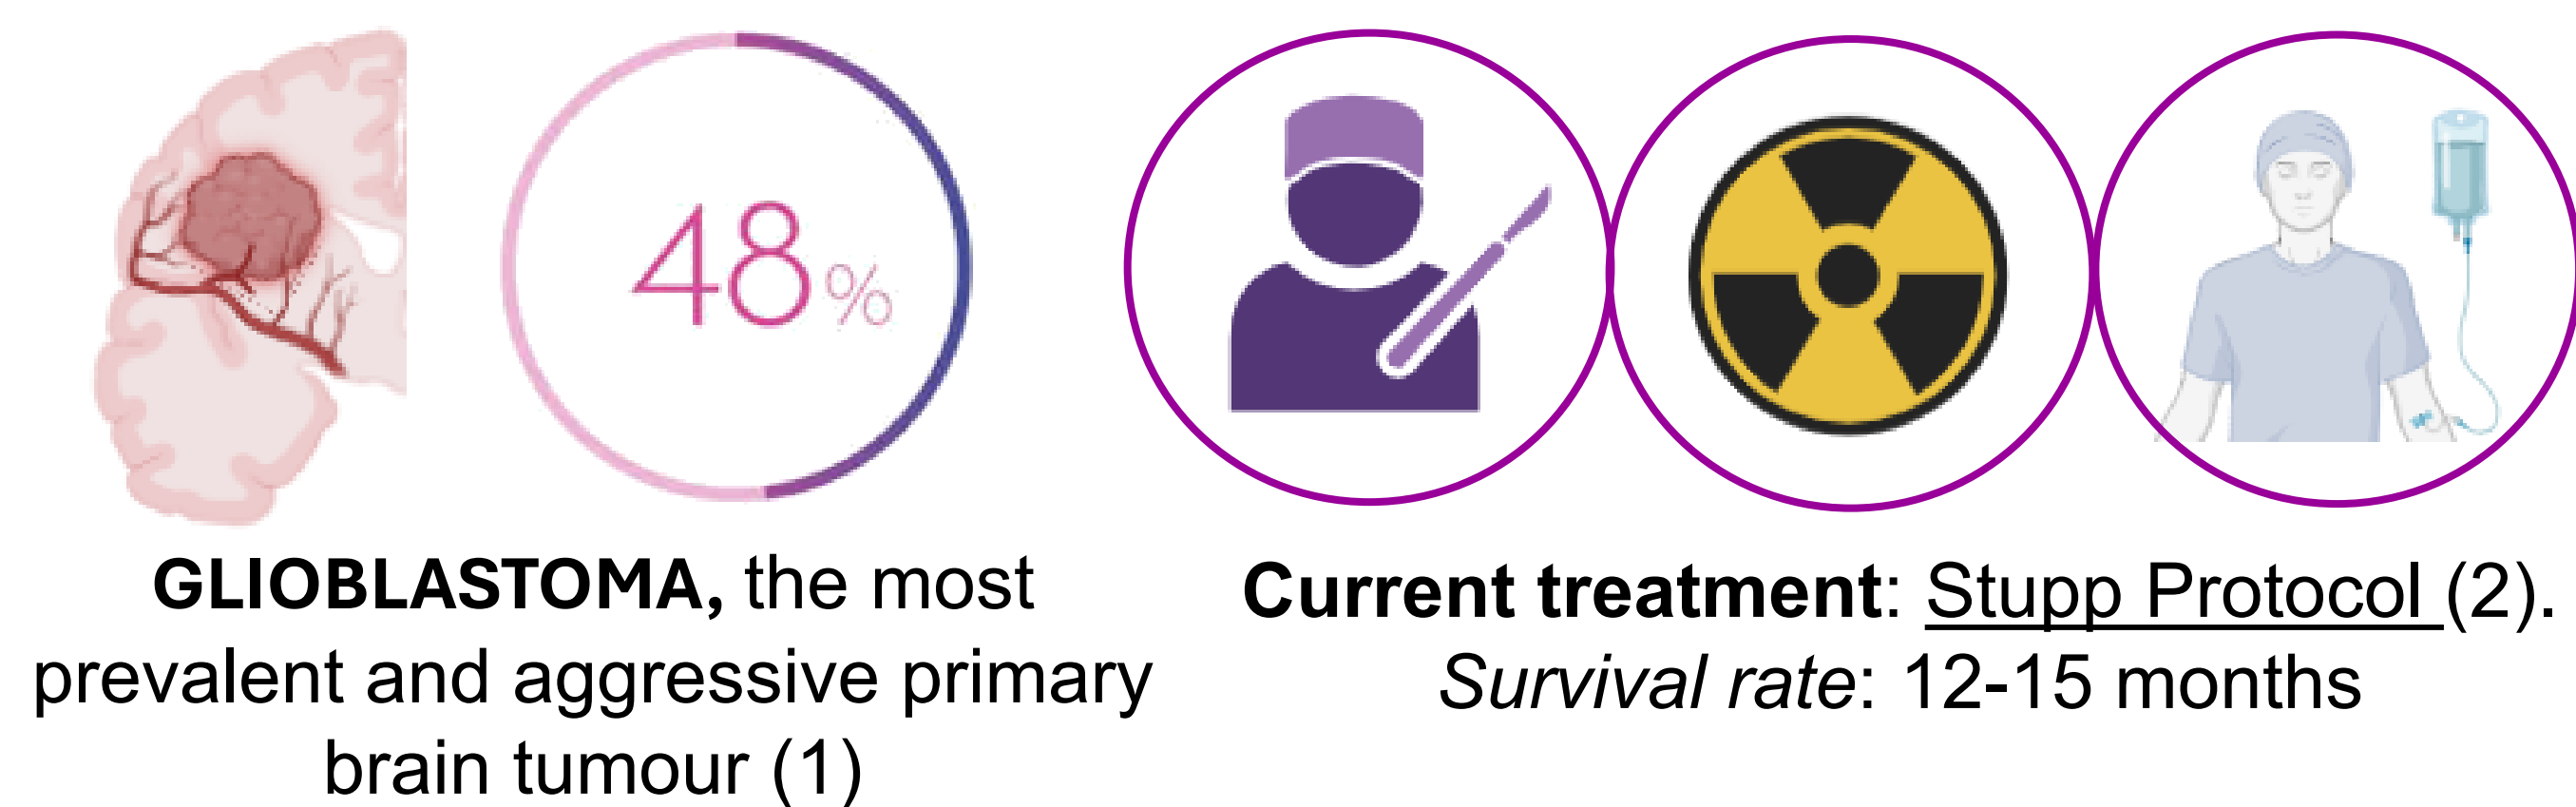 48%
GLIOBLASTOMA, the most
prevalent and aggressive primary
brain tumour (1)
Current treatment: Stupp Protocol (2).
Survival rate: 12-15 months